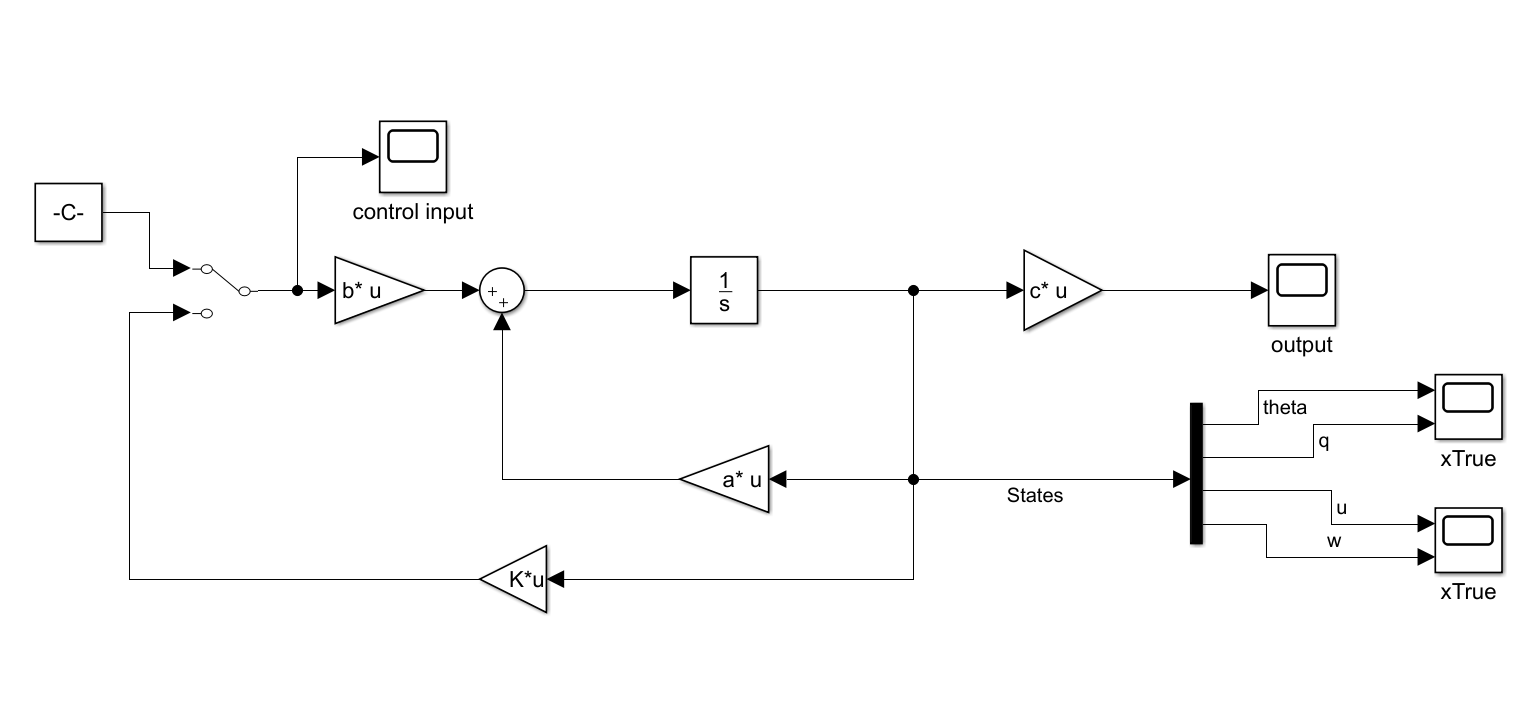 -C-
control input
b* u
+
+
1
s
c* u
output
theta
q
xTrue
a* u
States
u
w
xTrue
K*u